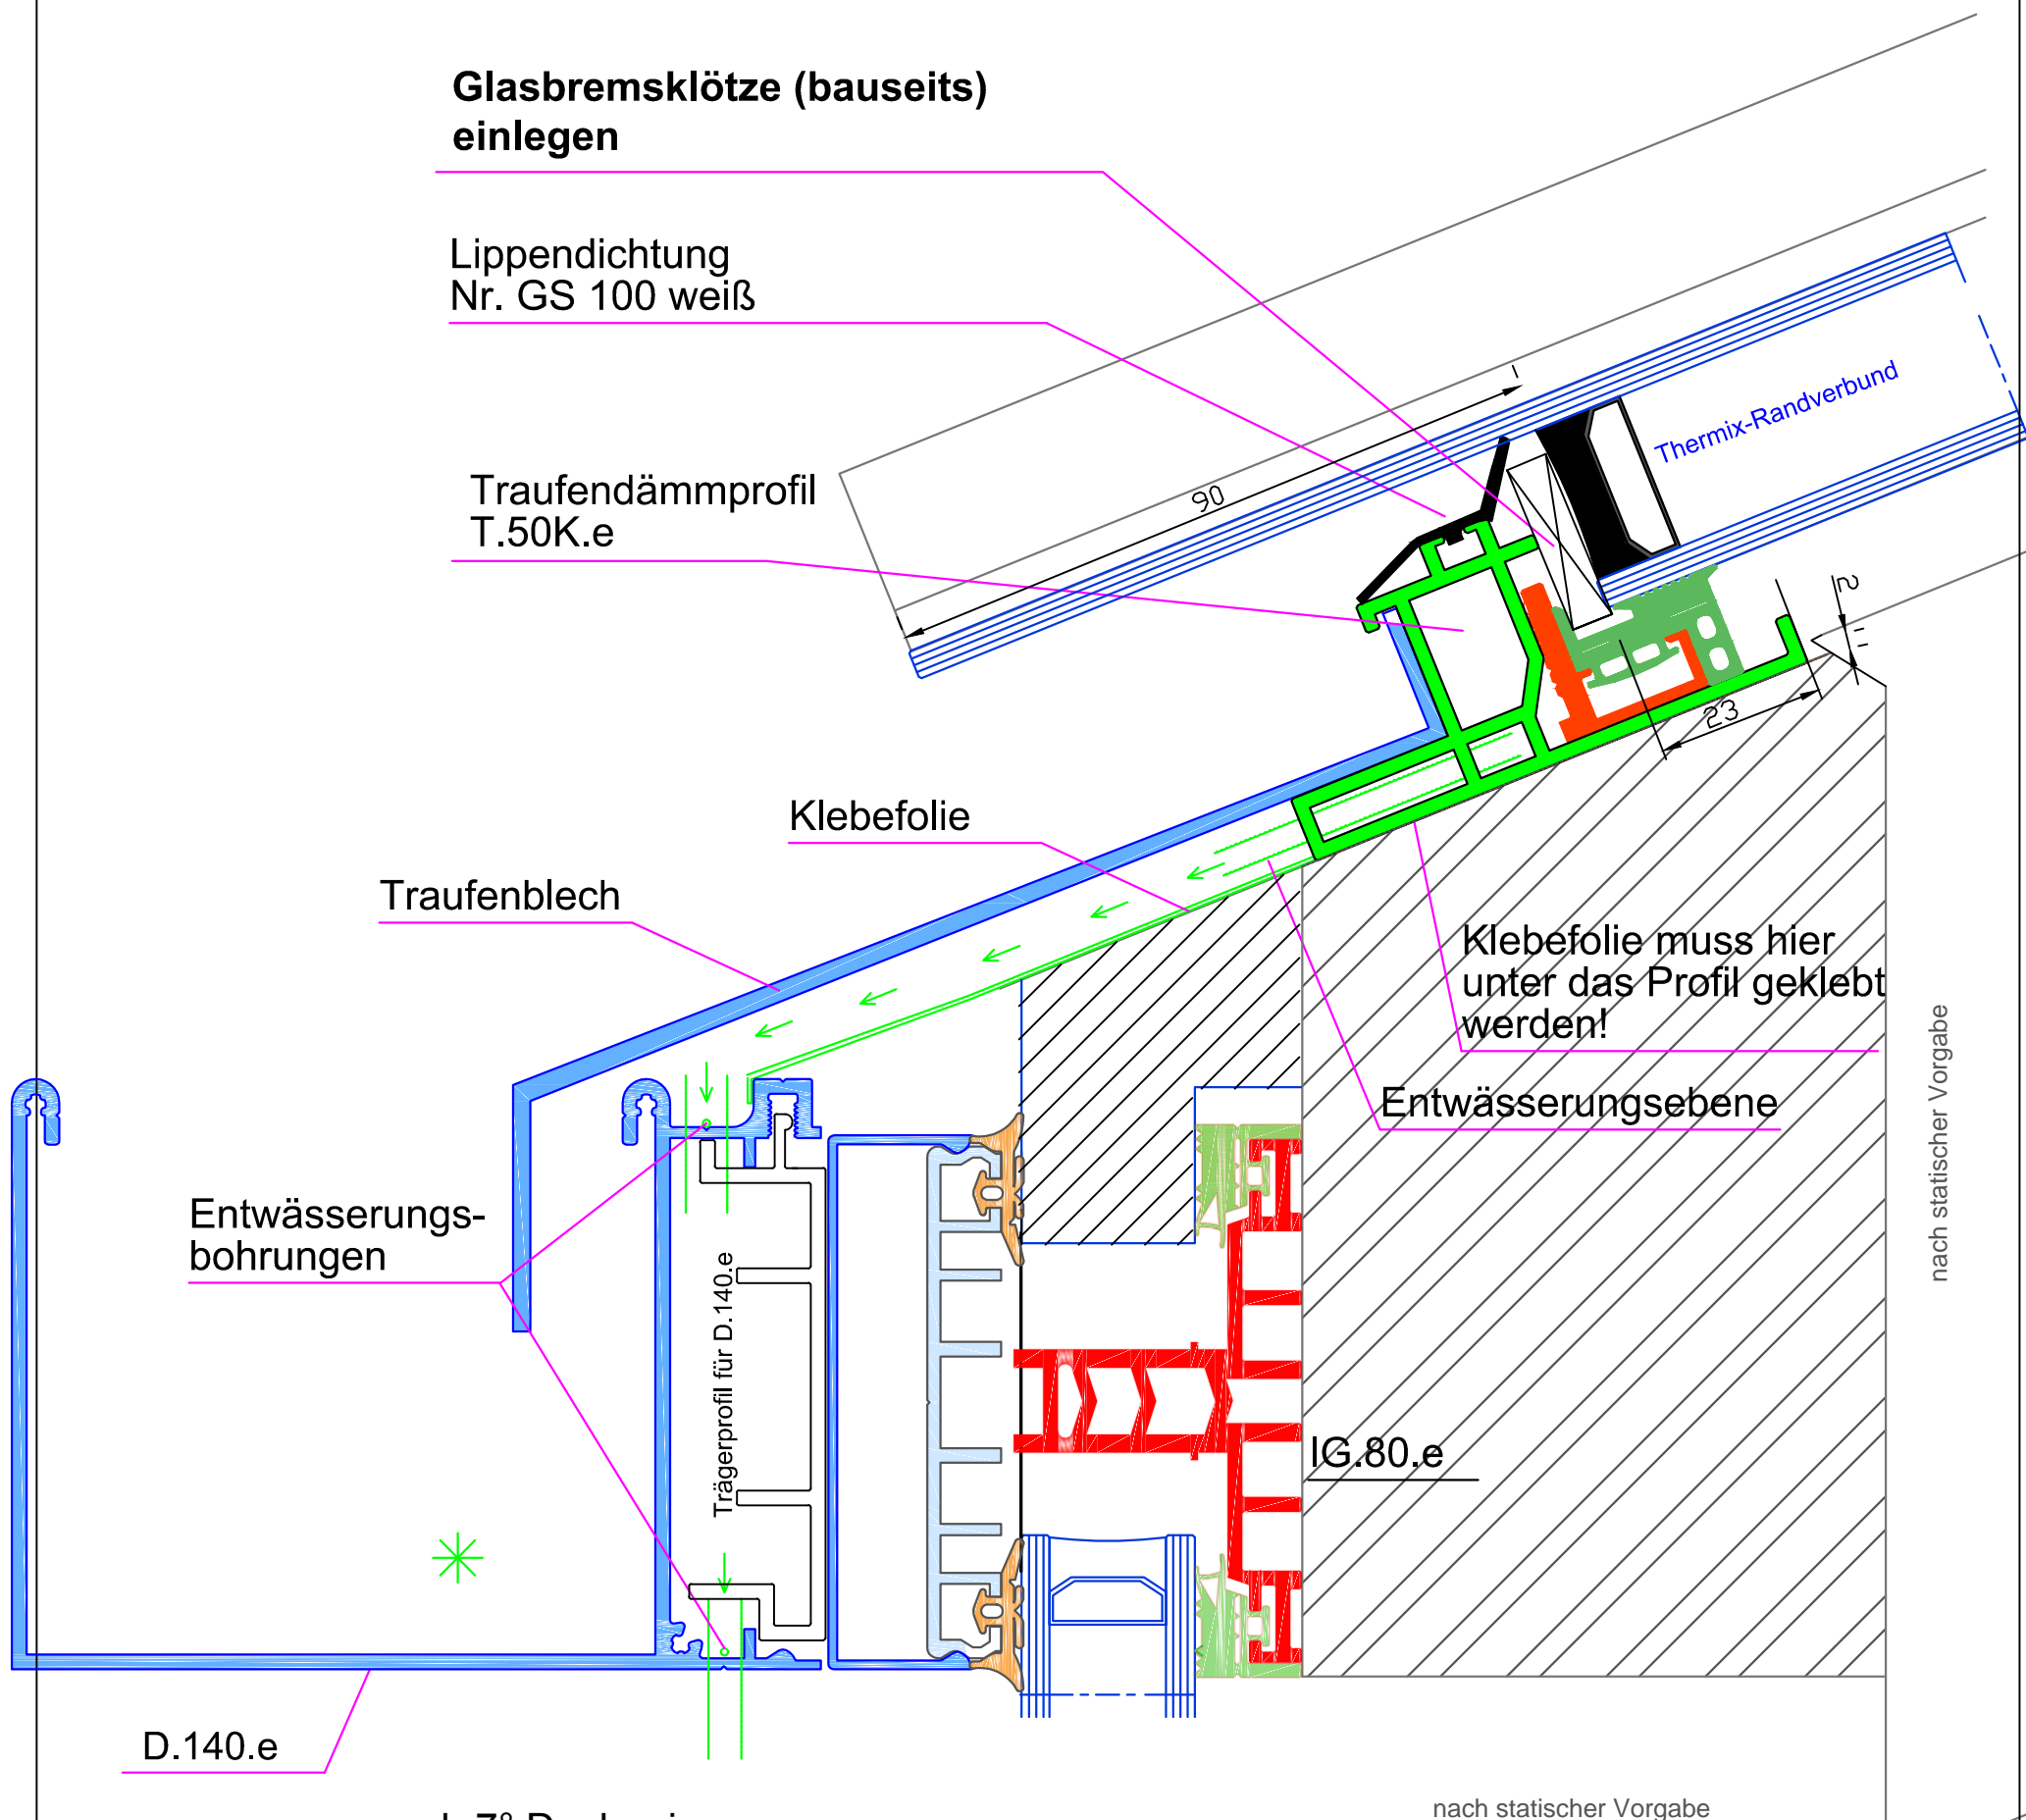 Glasbremsklötze (bauseits)
einlegen
Lippendichtung
Nr. GS 100 weiß
Thermix-Randverbund
Traufendämmprofil
T.50K.e
90
2
23
Klebefolie
Traufenblech
Klebefolie muss hier
unter das Profil geklebt
werden!
Entwässerungsebene
nach statischer Vorgabe
Entwässerungs-
bohrungen
Trägerprofil für D.140.e
IG.80.e
D.140.e
nach statischer Vorgabe